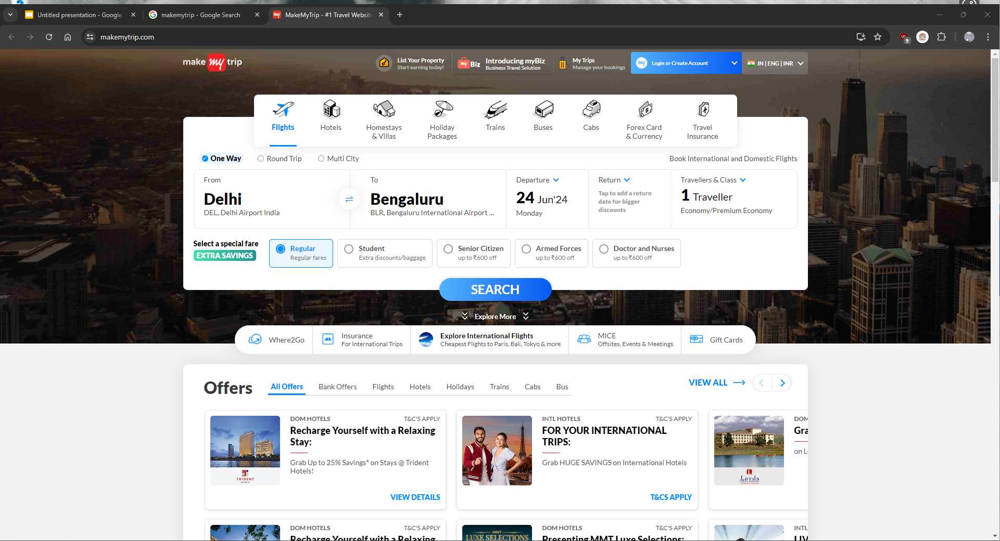 Untitled presentation - Google
makemytrip - Google Search
my MakeMyTrip - #1 Travel Website
makemytrip.com
9
make my trip
List Your Property
Start earning today!
my Biz
Introducing myBiz
Business Travel Solution
My Trips
Manage your bookings
my Login or Create Account
IN | ENG | INR
Flights
Hotels
Homestays
& Villas
Holiday
Packages
Trains
Buses
Cabs
Forex Card
& Currency
Travel
Insurance
One Way
Round Trip
Multi City
Book International and Domestic Flights
From
Delhi
DEL, Delhi Airport India
To
Bengaluru
BLR, Bengaluru International Airport ...
Departure
24 Jun'24
Monday
Return
Tap to add a return
date for bigger
discounts
Travellers & Class
1 Traveller
Economy/Premium Economy
Select a special fare
EXTRA SAVINGS
Regular
Regular fares
Student
Extra discounts/baggage
Senior Citizen
up to ₹600 off
Armed Forces
up to ₹600 off
Doctor and Nurses
up to ₹600 off
SEARCH
Explore More
Where2Go
Insurance
For International Trips
Explore International Flights
Cheapest Flights to Paris, Bali, Tokyo & more
MICE
Offsites, Events & Meetings
Gift Cards
Offers
All Offers
Bank Offers
Flights
Hotels
Holidays
Trains
Cabs
Bus
VIEW ALL
DOM HOTELS
T&C'S APPLY
Recharge Yourself with a Relaxing
Stay:
Grab Up to 25% Savings* on Stays @ Trident
Hotels!
TRIDENT
HOTELS
VIEW DETAILS
INTL HOTELS
T&C'S APPLY
FOR YOUR INTERNATIONAL
TRIPS:
Grab HUGE SAVINGS on International Hotels
T&CS APPLY
DOM
Gra
on L
Lords
DOM HOTELS
T&C'S APPLY
Recharge Yourself with a Relaxing
MMT
LUXE SELECTIONS
DOM HOTELS
T&C'S APPLY
Presenting MMT Luxe Selections:
INTL
LIV